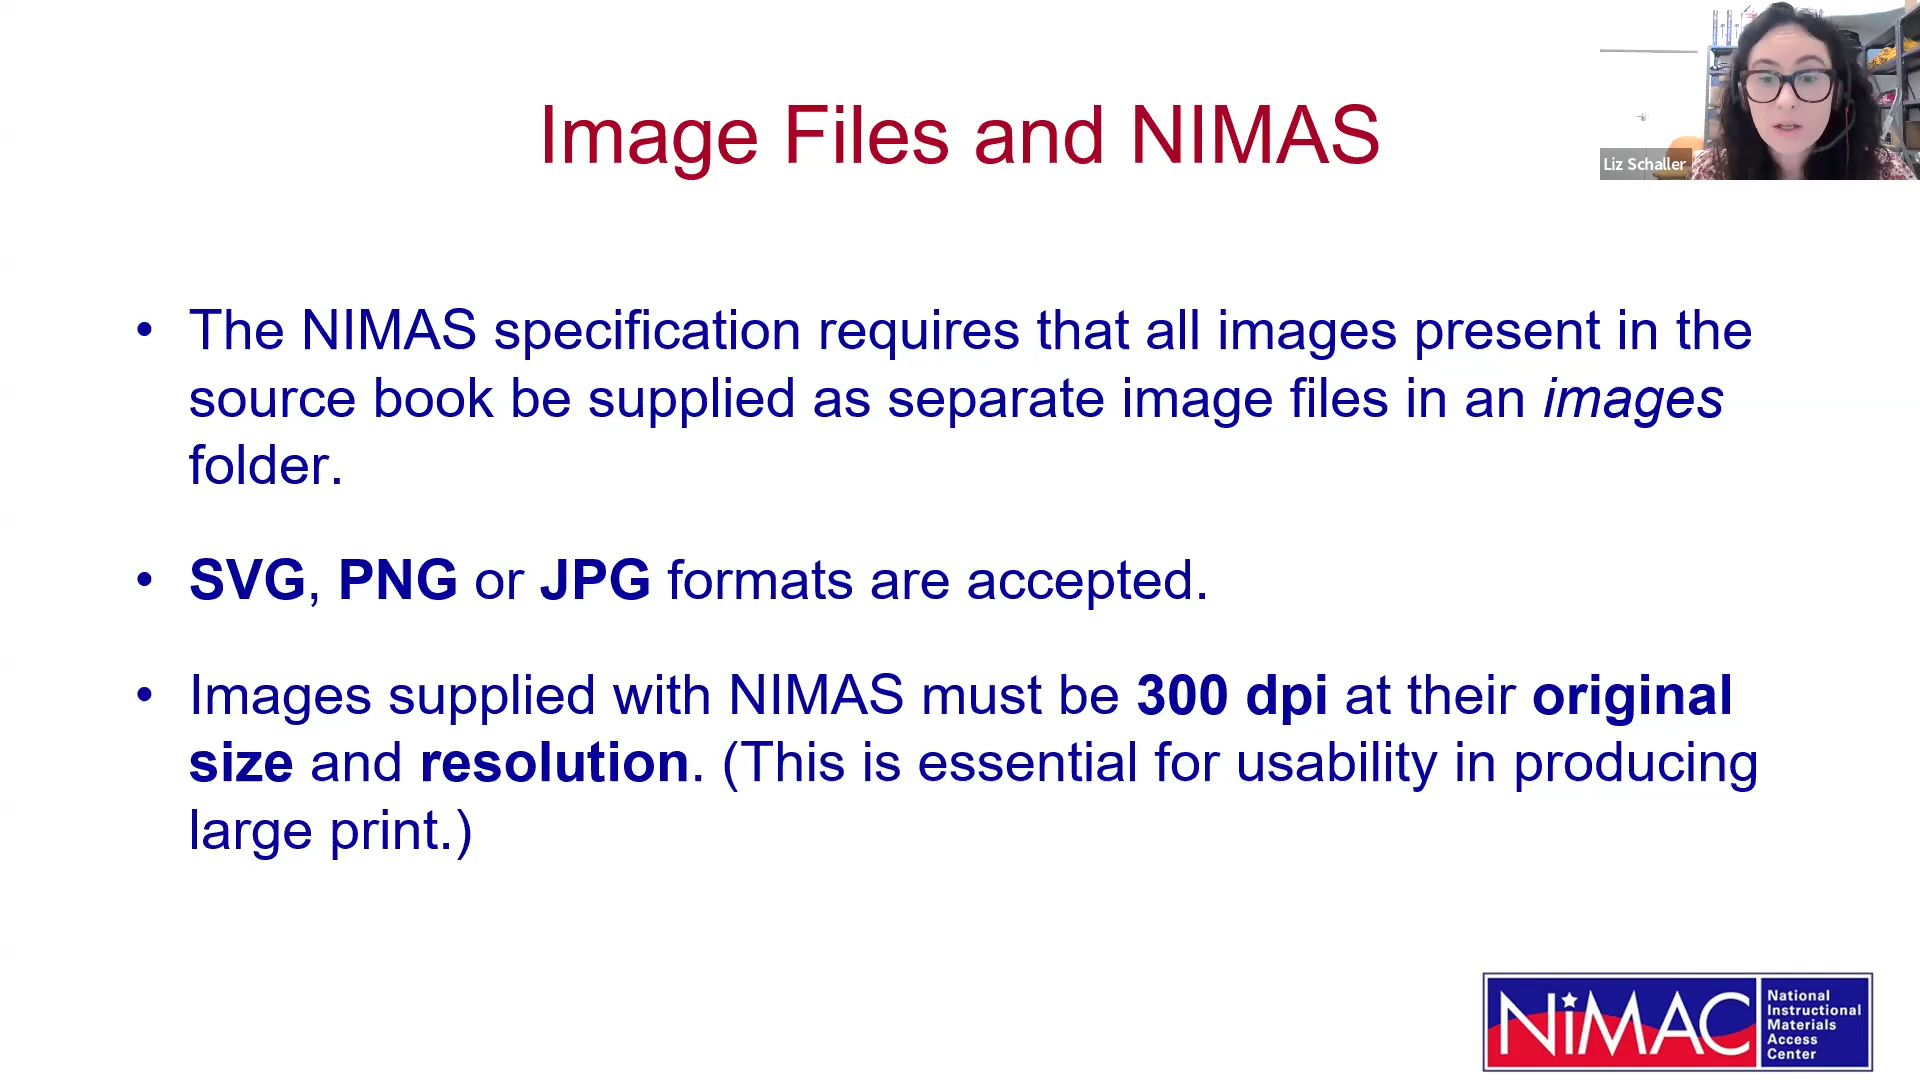 Image Files and NIMAS
Liz Schaller
• The NIMAS specification requires that all images present in the
source book be supplied as separate image files in an images
folder.
• SVG, PNG or JPG formats are accepted.
• Images supplied with NIMAS must be 300 dpi at their original
size and resolution. (This is essential for usability in producing
large print.)
NiMAC
National
Instructional
Materials
Access
Center